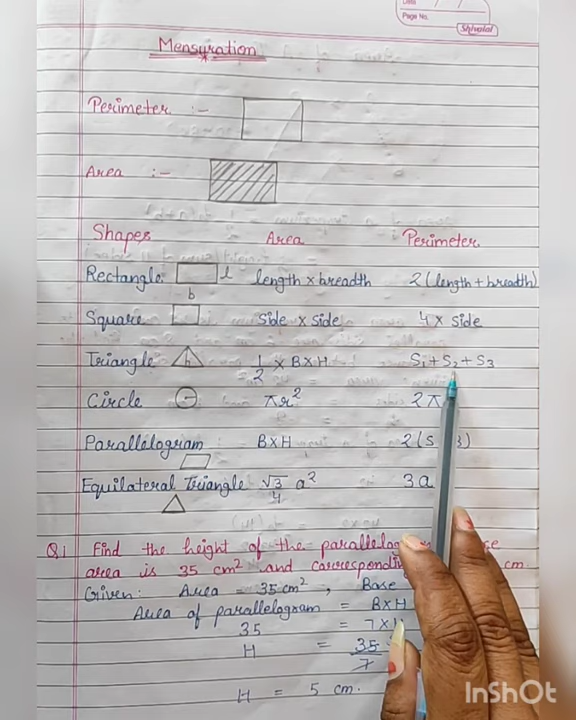 Page No.
Shivalal
Mensuration
Perimeter :-
Area :-
Shapes Area Perimeter
Rectangle l length × breadth 2(length + breadth)
b
Square side × side 4 × side
Triangle h 1/2 × B×H S₁+S₂+S₃
Circle πr² 2π
Parallelogram B×H 2(S
Equilateral Triangle √3/4 a² 3a
Q.1 Find the height of the
area is 35 cm² and cm.
Given: Area = 35 cm², Base
Area of parallelogram = B×H
35 = 7×H
H = 35/7
H = 5 cm.
InShOt